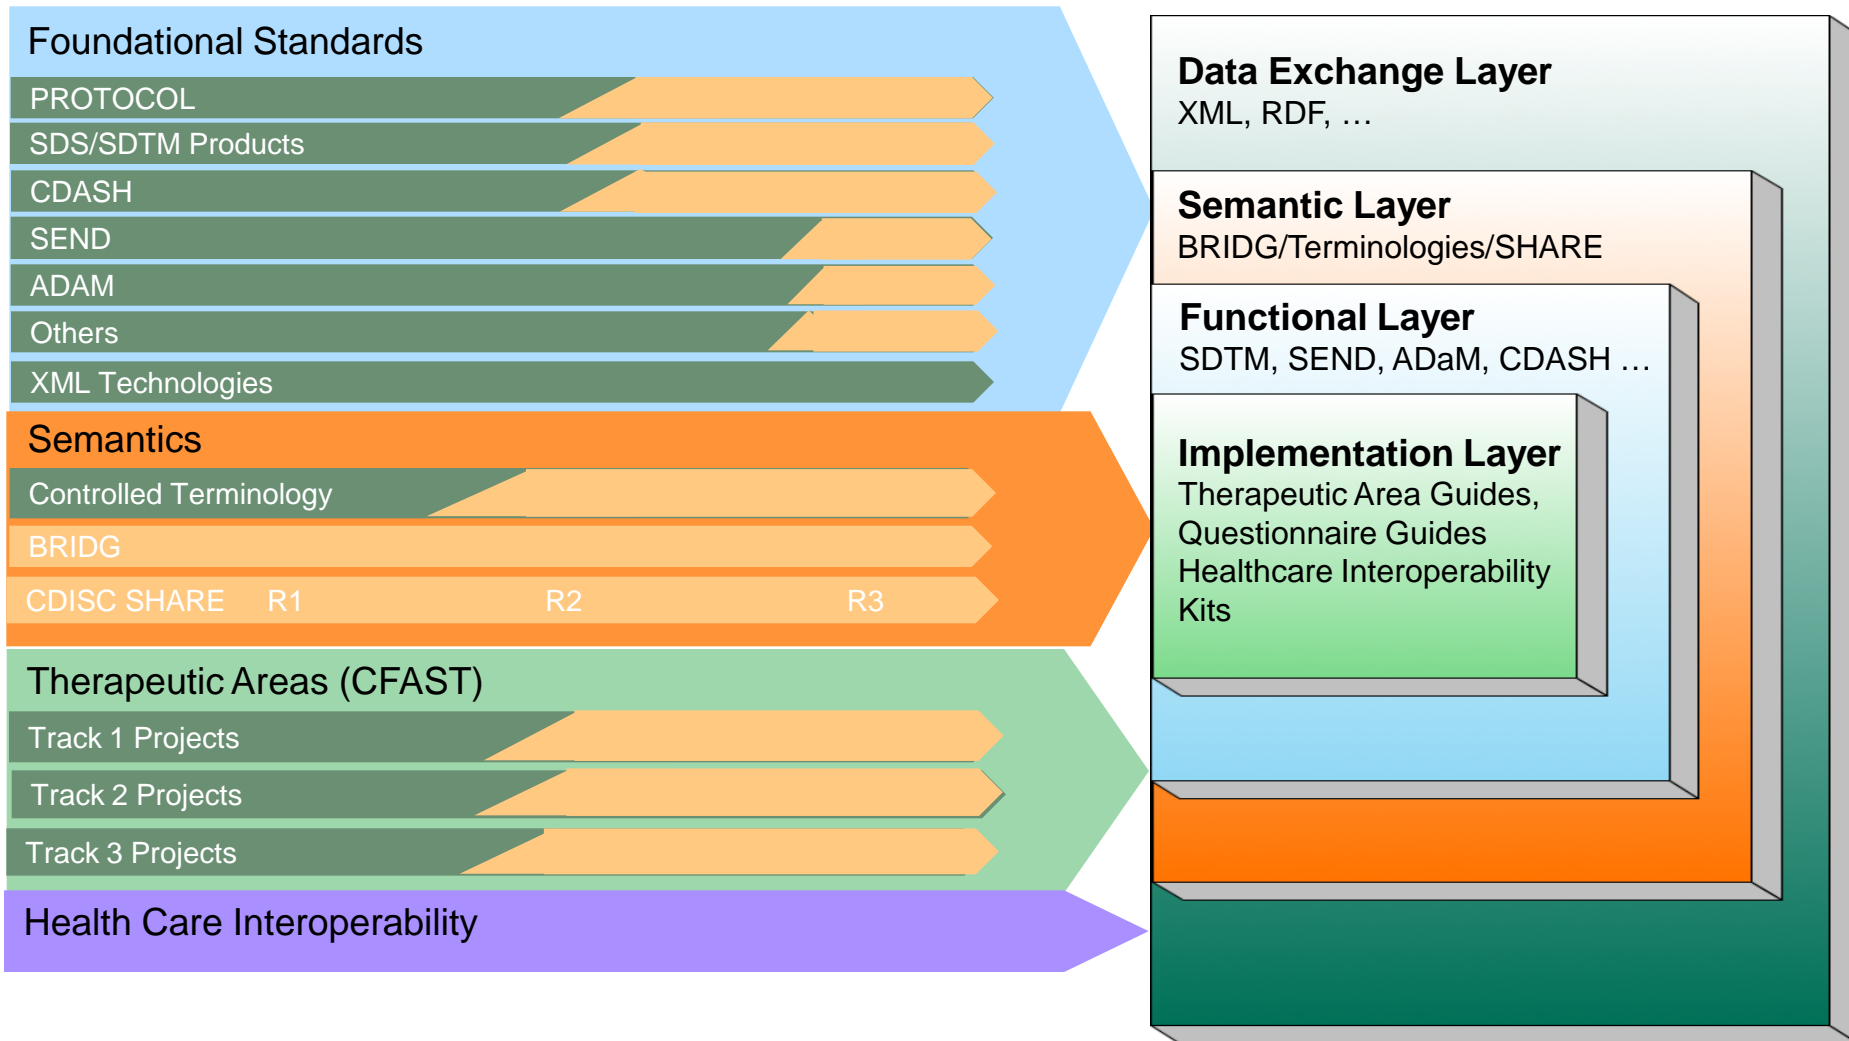 Foundational Standards
PROTOCOL
SDS/SDTM Products
CDASH
SEND
ADAM
Others
XML Technologies
Semantics
Controlled Terminology
BRIDG
CDISC SHARE R1 R2 R3
Therapeutic Areas (CFAST)
Track 1 Projects
Track 2 Projects
Track 3 Projects
Health Care Interoperability
Data Exchange Layer
XML, RDF, …
Semantic Layer
BRIDG/Terminologies/SHARE
Functional Layer
SDTM, SEND, ADaM, CDASH …
Implementation Layer
Therapeutic Area Guides,
Questionnaire Guides
Healthcare Interoperability
Kits